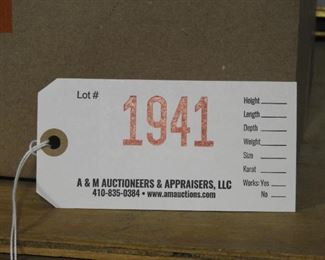 Lot #
1941
Height
Length
Depth
Weight
Size
Karat
Works: Yes
No
A & M AUCTIONEERS & APPRAISERS, LLC
410-835-0384 • www.amauctions.com